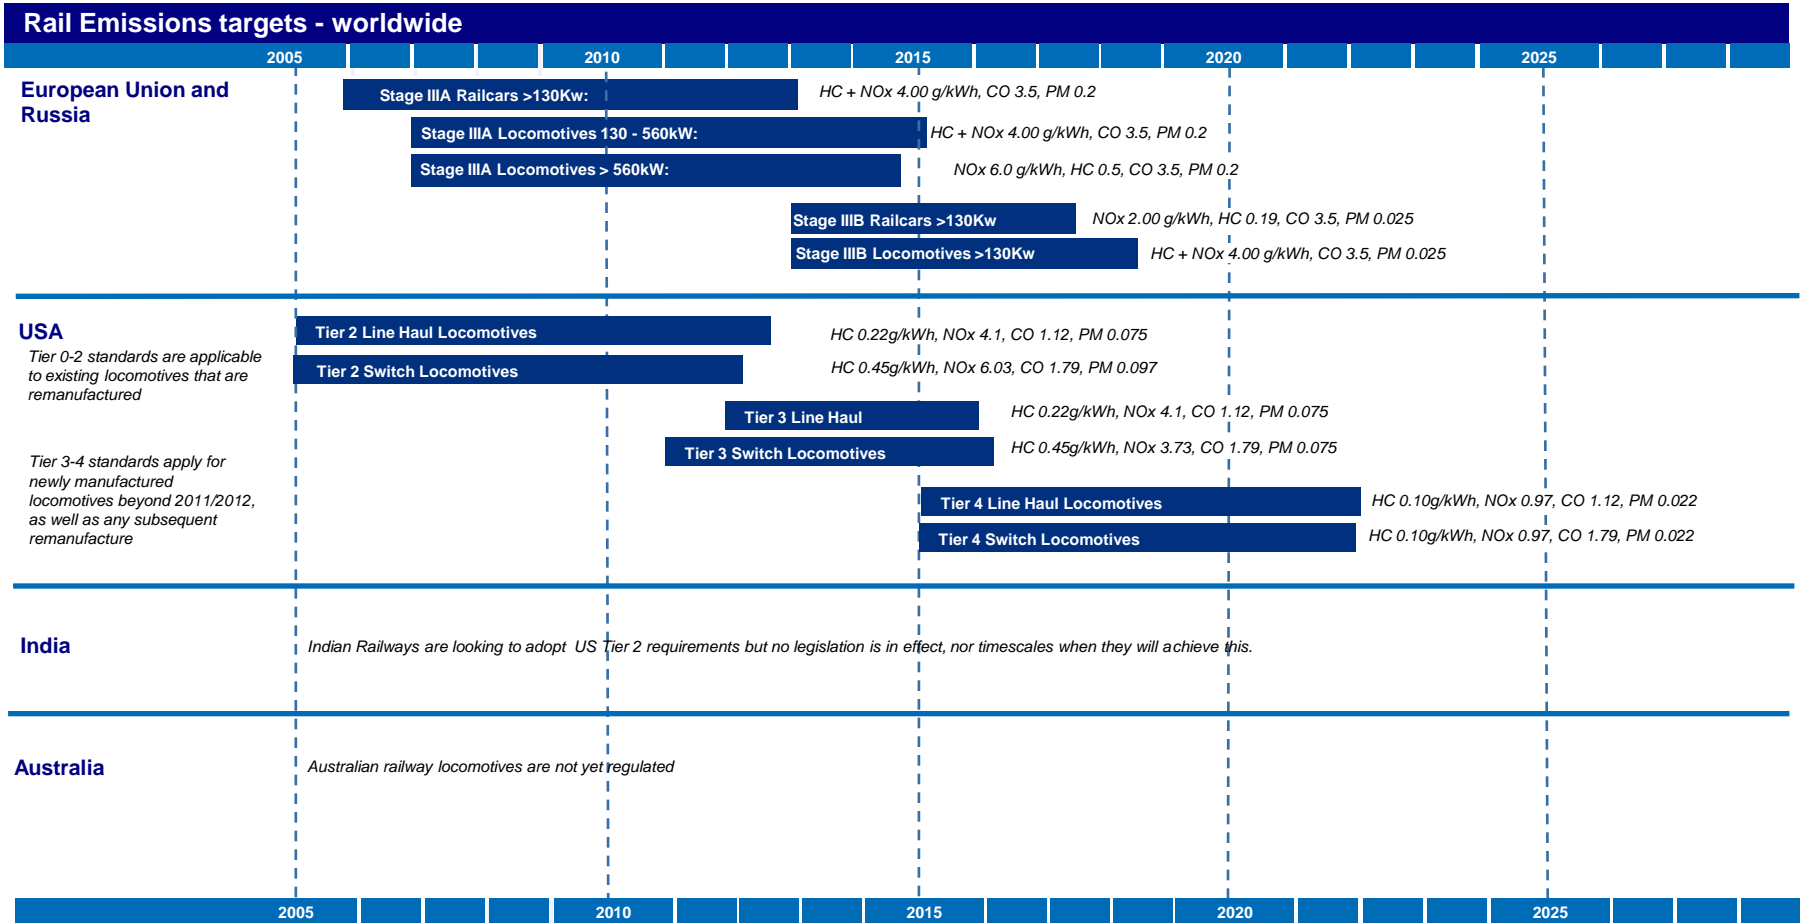 Rail Emissions targets - worldwide
2005 2010 2015 2020 2025
European Union and
Russia
Stage IIIA Railcars >130Kw: HC + NOx 4.00 g/kWh, CO 3.5, PM 0.2
Stage IIIA Locomotives 130 - 560kW: HC + NOx 4.00 g/kWh, CO 3.5, PM 0.2
Stage IIIA Locomotives > 560kW: NOx 6.0 g/kWh, HC 0.5, CO 3.5, PM 0.2
Stage IIIB Railcars >130Kw NOx 2.00 g/kWh, HC 0.19, CO 3.5, PM 0.025
Stage IIIB Locomotives >130Kw HC + NOx 4.00 g/kWh, CO 3.5, PM 0.025
USA
Tier 0-2 standards are applicable
to existing locomotives that are
remanufactured
Tier 2 Line Haul Locomotives HC 0.22g/kWh, NOx 4.1, CO 1.12, PM 0.075
Tier 2 Switch Locomotives HC 0.45g/kWh, NOx 6.03, CO 1.79, PM 0.097
Tier 3 Line Haul HC 0.22g/kWh, NOx 4.1, CO 1.12, PM 0.075
Tier 3 Switch Locomotives HC 0.45g/kWh, NOx 3.73, CO 1.79, PM 0.075
Tier 3-4 standards apply for
newly manufactured
locomotives beyond 2011/2012,
as well as any subsequent
remanufacture
Tier 4 Line Haul Locomotives HC 0.10g/kWh, NOx 0.97, CO 1.12, PM 0.022
Tier 4 Switch Locomotives HC 0.10g/kWh, NOx 0.97, CO 1.79, PM 0.022
India
Indian Railways are looking to adopt US Tier 2 requirements but no legislation is in effect, nor timescales when they will achieve this.
Australia
Australian railway locomotives are not yet regulated
2005 2010 2015 2020 2025